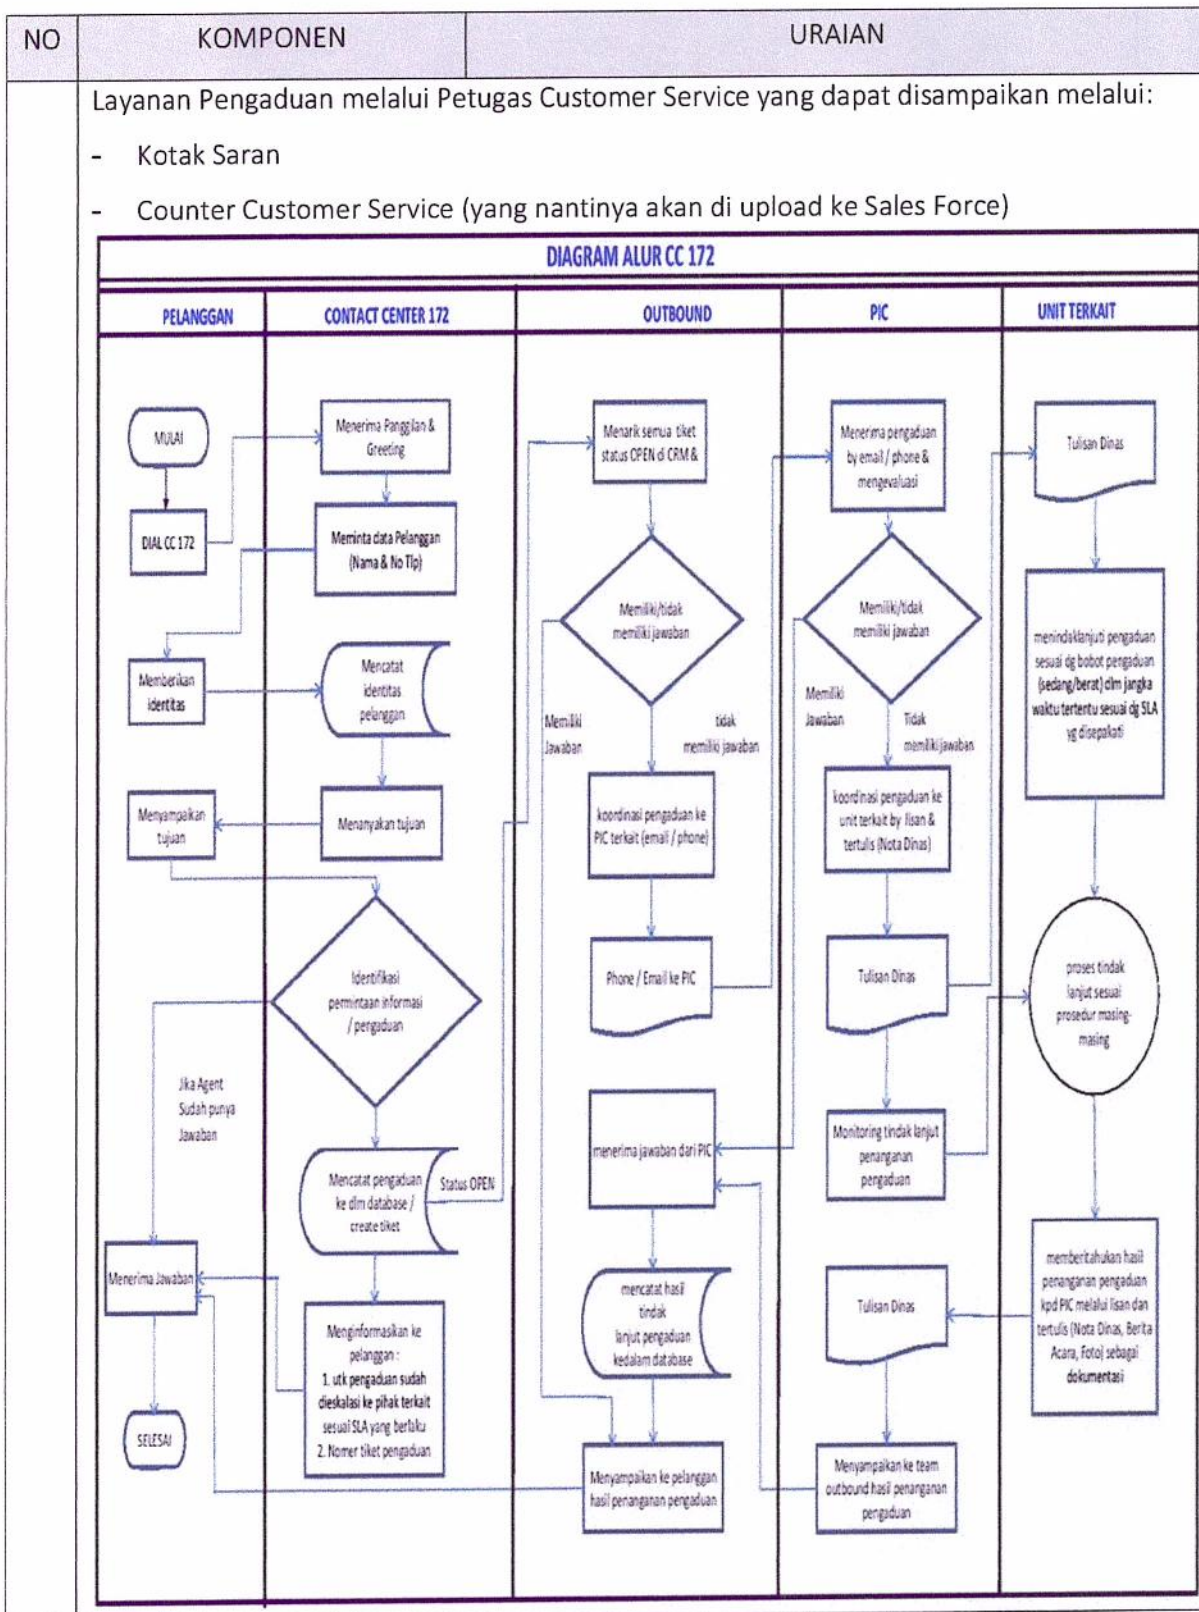 NO
KOMPONEN
URAIAN
Layanan Pengaduan melalui Petugas Customer Service yang dapat disampaikan melalui:
- Kotak Saran
- Counter Customer Service (yang nantinya akan di upload ke Sales Force)
DIAGRAM ALUR CC 172
PELANGGAN
CONTACT CENTER 172
OUTBOUND
PIC
UNIT TERKAIT
MULAI
DIAL CC 172
Memberikan
identitas
Menyampaikan
tujuan
Jika Agent
Sudah punya
Jawaban
Menerima Jawaban
SELESAI
Menerima Panggilan &
Greeting
Meminta data Pelanggan
(Nama & No Tlp)
Mencatat
identitas
pelanggan
Menanyakan tujuan
Identifikasi
permintaan informasi
/ pengaduan
Mencatat pengaduan
ke dlm database /
create tiket
Status OPEN
Menginformasikan ke
pelanggan :
1. utk pengaduan sudah
dieskalasi ke pihak terkait
sesuai SLA yang berlaku
2. Nomer tiket pengaduan
Menarik semua tiket
status OPEN di CRM &
Memiliki/tidak
memiliki jawaban
Memiliki
Jawaban
tidak
memiliki jawaban
koordinasi pengaduan ke
PIC terkait (email / phone)
Phone / Email ke PIC
menerima jawaban dari PIC
mencatat hasil
tindak
lanjut pengaduan
kedalam database
Menyampaikan ke pelanggan
hasil penanganan pengaduan
Menerima pengaduan
by email / phone &
mengevaluasi
Memiliki/tidak
memiliki jawaban
Memiliki
Jawaban
Tidak
memiliki jawaban
koordinasi pengaduan ke
unit terkait by lisan &
tertulis (Nota Dinas)
Tulisan Dinas
Monitoring tindak lanjut
penanganan
pengaduan
Tulisan Dinas
Menyampaikan ke team
outbound hasil penanganan
pengaduan
Tulisan Dinas
menindaklanjuti pengaduan
sesuai dg bobot pengaduan
(sedang/berat) dlm jangka
waktu tertentu sesuai dg SLA
yg disepakati
proses tindak
lanjut sesuai
prosedur masing-
masing
memberitahukan hasil
penanganan pengaduan
kpd PIC melalui lisan dan
tertulis (Nota Dinas, Berita
Acara, Foto) sebagai
dokumentasi